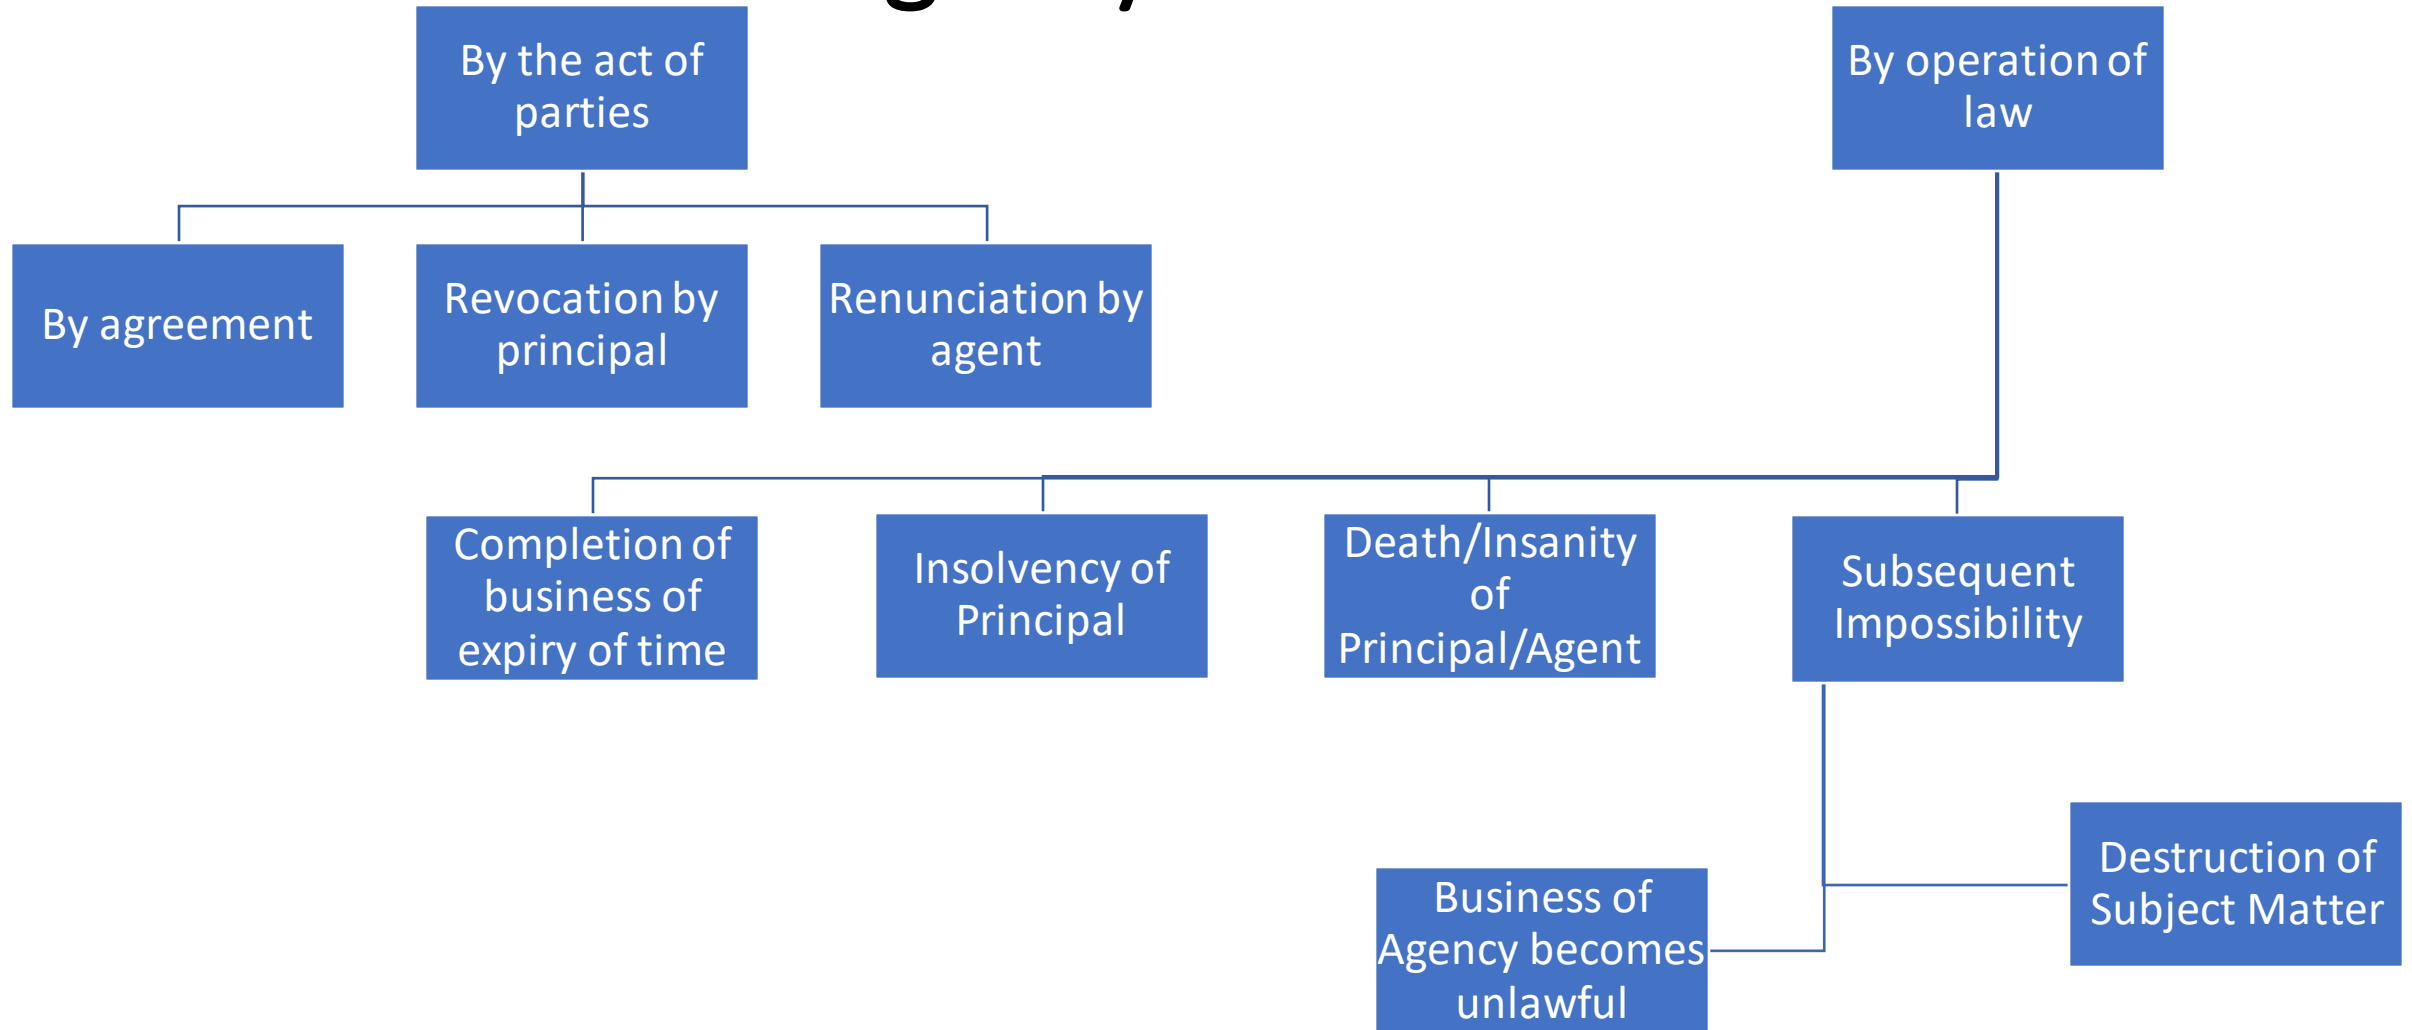 By the act of
parties
By operation of
law
By agreement
Revocation by
principal
Renunciation by
agent
Completion of
business of
expiry of time
Insolvency of
Principal
Death/Insanity
of
Principal/Agent
Subsequent
Impossibility
Destruction of
Subject Matter
Business of
Agency becomes
unlawful